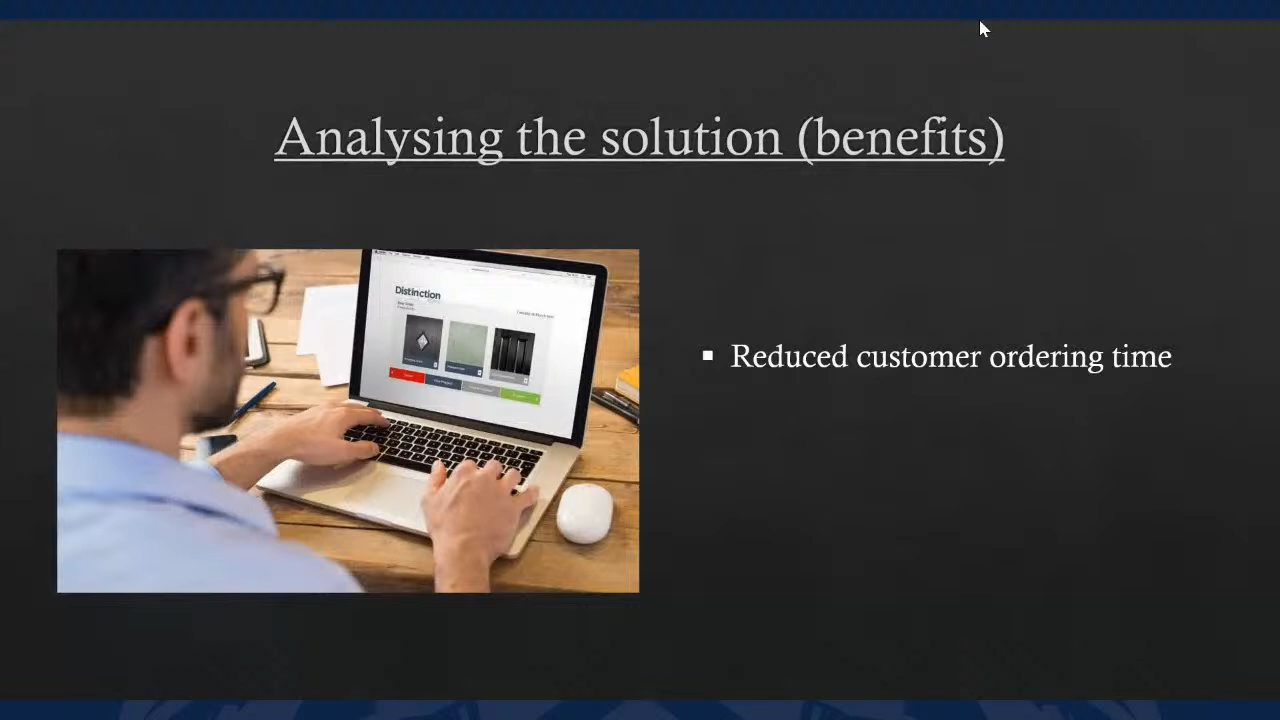 Analysing the solution (benefits)
Distinction
▪ Reduced customer ordering time